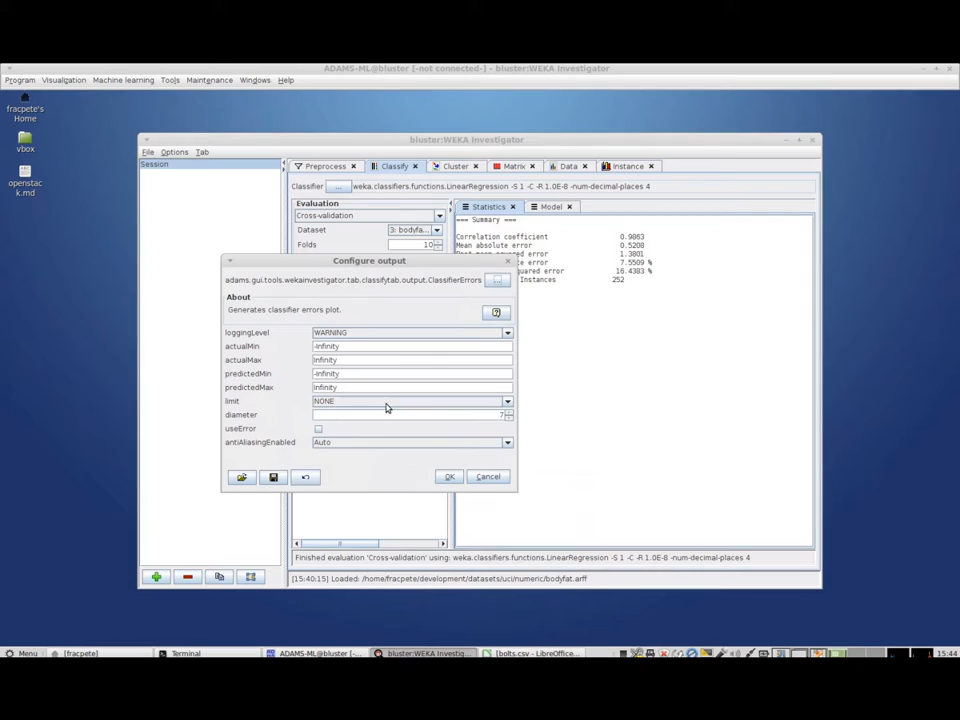 ADAMS-ML@bluster [-not connected-] - bluster:WEKA Investigator
Program Visualization Machine learning Tools Maintenance Windows Help
fracpete's
Home
vbox
openstac
k.md
bluster:WEKA Investigator
File Options Tab
Session
Preprocess Classify Cluster Matrix Data Instance
Classifier ... weka.classifiers.functions.LinearRegression -S 1 -C -R 1.0E-8 -num-decimal-places 4
Evaluation
Cross-validation
Dataset 3: bodyfa...
Folds 10
Statistics Model
=== Summary ===
Correlation coefficient 0.9863
Mean absolute error 0.5208
1.3801
te error 7.5509 %
quared error 16.4383 %
Instances 252
Configure output
adams.gui.tools.wekainvestigator.tab.classifytab.output.ClassifierErrors ...
About
Generates classifier errors plot.
loggingLevel WARNING
actualMin -Infinity
actualMax Infinity
predictedMin -Infinity
predictedMax Infinity
limit NONE
diameter 7
useError
antiAliasingEnabled Auto
OK Cancel
Finished evaluation 'Cross-validation' using: weka.classifiers.functions.LinearRegression -S 1 -C -R 1.0E-8 -num-decimal-places 4
[15:40:15] Loaded: /home/fracpete/development/datasets/uci/numeric/bodyfat.arff
Menu [fracpete] Terminal ADAMS-ML@bluster [-... bluster:WEKA Investig... [bolts.csv - LibreOffice... 15:44